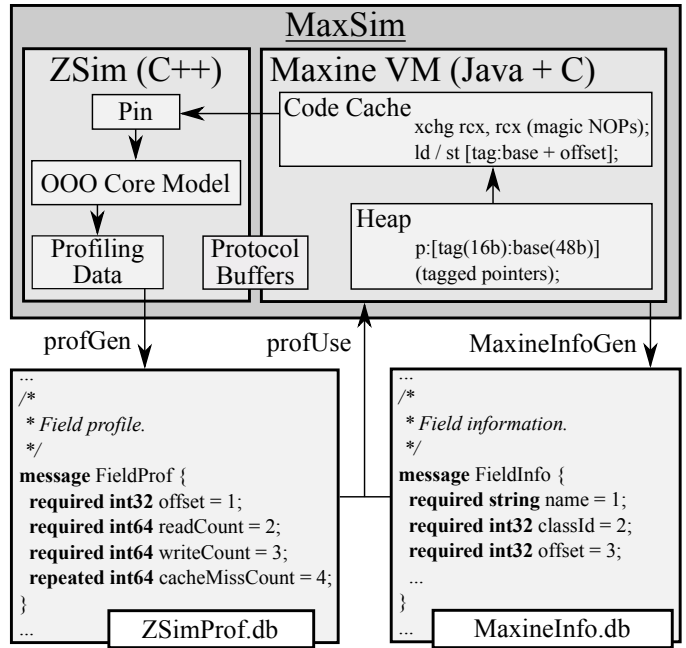 MaxSim
ZSim (C++)
Pin
OOO Core Model
Profiling
Data
Protocol
Buffers
Maxine VM (Java + C)
Code Cache
xchg rcx, rcx (magic NOPs);
ld / st [tag:base + offset];
Heap
p:[tag(16b):base(48b)]
(tagged pointers);
profGen
profUse
MaxineInfoGen
...
/*
* Field profile.
*/
message FieldProf {
required int32 offset = 1;
required int64 readCount = 2;
required int64 writeCount = 3;
repeated int64 cacheMissCount = 4;
}
...
ZSimProf.db
...
/*
* Field information.
*/
message FieldInfo {
required string name = 1;
required int32 classId = 2;
required int32 offset = 3;
...
}
...
MaxineInfo.db